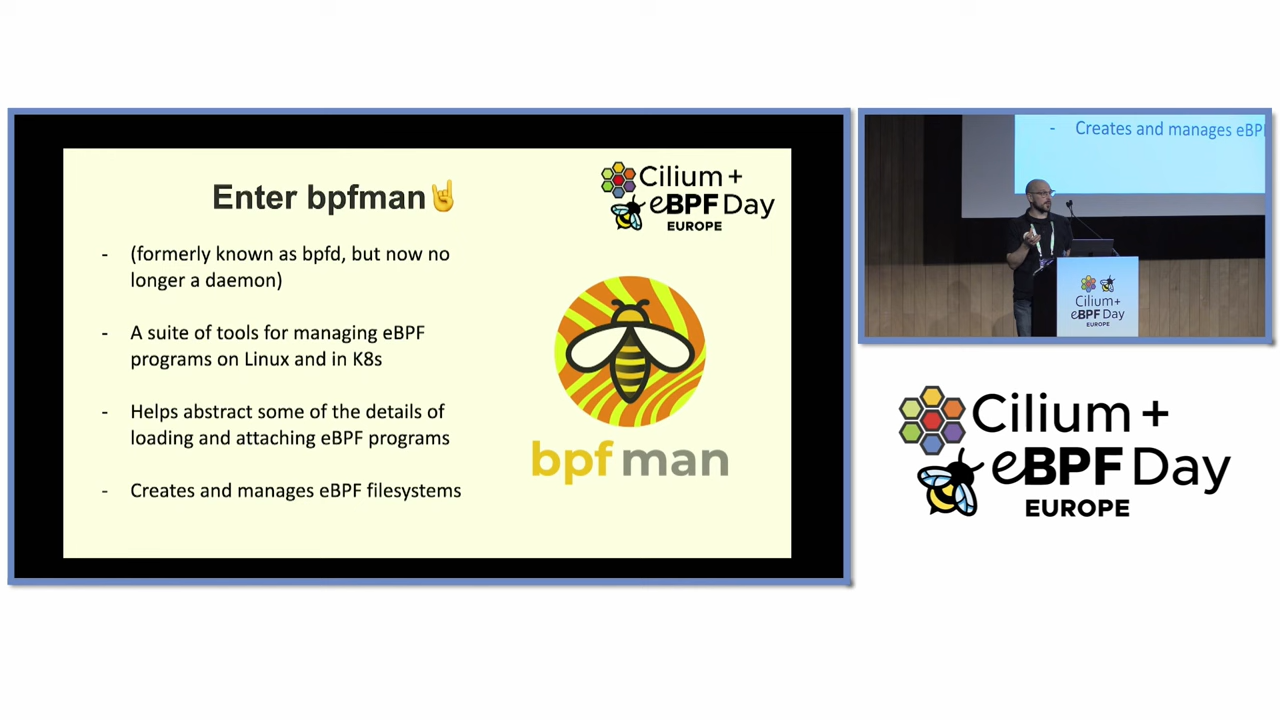 Enter bpfman🤘
Cilium +
eBPF Day
EUROPE
- (formerly known as bpfd, but now no
longer a daemon)
- A suite of tools for managing eBPF
programs on Linux and in K8s
- Helps abstract some of the details of
loading and attaching eBPF programs
- Creates and manages eBPF filesystems
bpfman
- Creates and manages eBPF
Cilium+
eBPF Day
EUROPE
Cilium +
eBPF Day
EUROPE